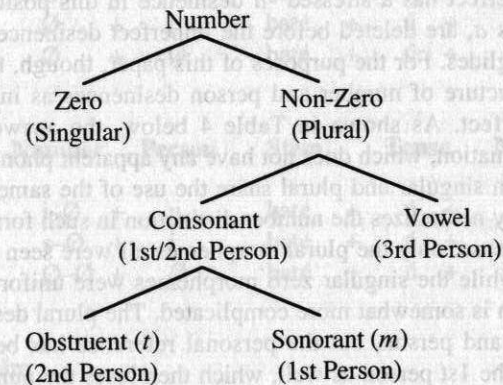 Number
Zero Non-Zero
(Singular) (Plural)
Consonant Vowel
(1st/2nd Person) (3rd Person)
Obstruent (t) Sonorant (m)
(2nd Person) (1st Person)